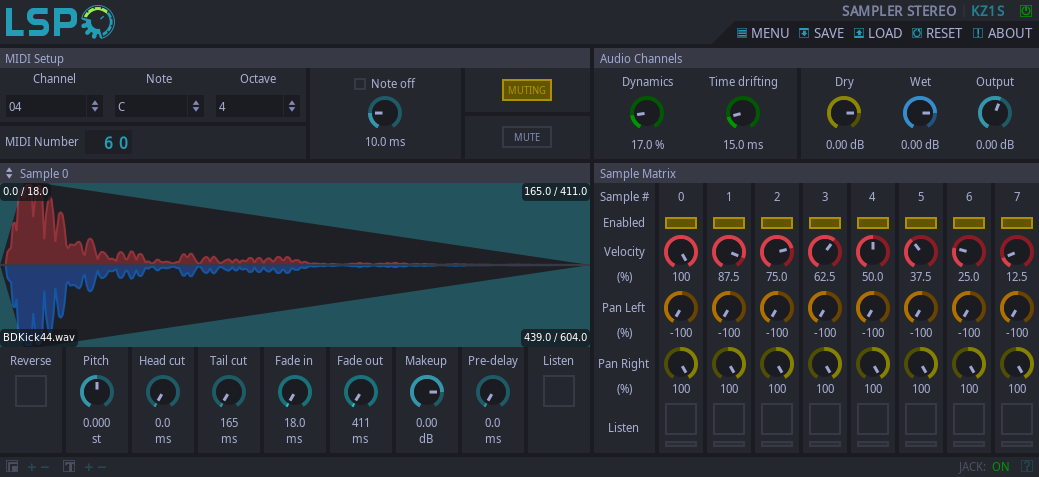 LSP
SAMPLER STEREO KZ1S
MENU SAVE LOAD RESET ABOUT
MIDI Setup
Channel Note Octave
04 C 4
MIDI Number 60
Note off
10.0 ms
MUTING
MUTE
Audio Channels
Dynamics Time drifting Dry Wet Output
17.0 % 15.0 ms 0.00 dB 0.00 dB 0.00 dB
Sample 0
0.0 / 18.0 165.0 / 411.0
BDKick44.wav 439.0 / 604.0
Reverse Pitch Head cut Tail cut Fade in Fade out Makeup Pre-delay Listen
0.000 0.0 165 18.0 411 0.00 0.0
st ms ms ms ms dB ms
Sample Matrix
Sample # 0 1 2 3 4 5 6 7
Enabled
Velocity
(%) 100 87.5 75.0 62.5 50.0 37.5 25.0 12.5
Pan Left
(%) -100 -100 -100 -100 -100 -100 -100 -100
Pan Right
(%) 100 100 100 100 100 100 100 100
Listen
+ − T + − JACK: ON ?